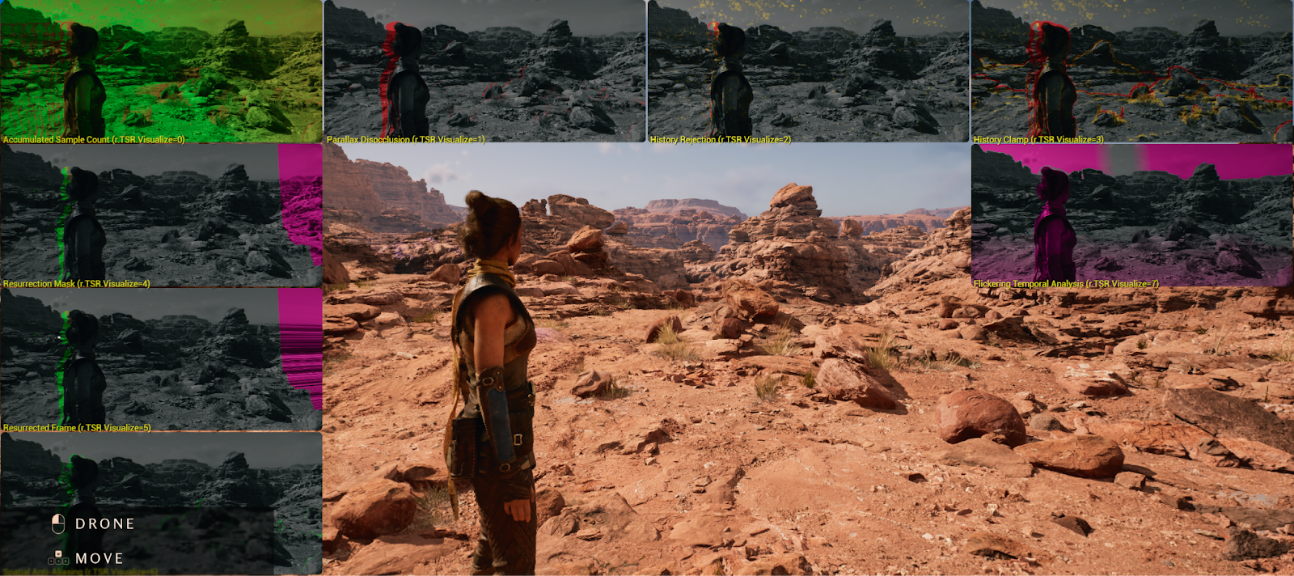 Accumulated Sample Count (r.TSR.Visualize=0)
Parallax Disocclusion (r.TSR.Visualize=1)
History Rejection (r.TSR.Visualize=2)
History Clamp (r.TSR.Visualize=3)
Resurrection Mask (r.TSR.Visualize=4)
Flickering Temporal Analysis (r.TSR.Visualize=7)
Resurrected Frame (r.TSR.Visualize=5)
DRONE
MOVE